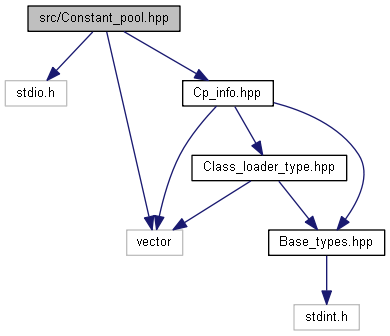 src/Constant_pool.hpp
stdio.h
Cp_info.hpp
Class_loader_type.hpp
vector
Base_types.hpp
stdint.h